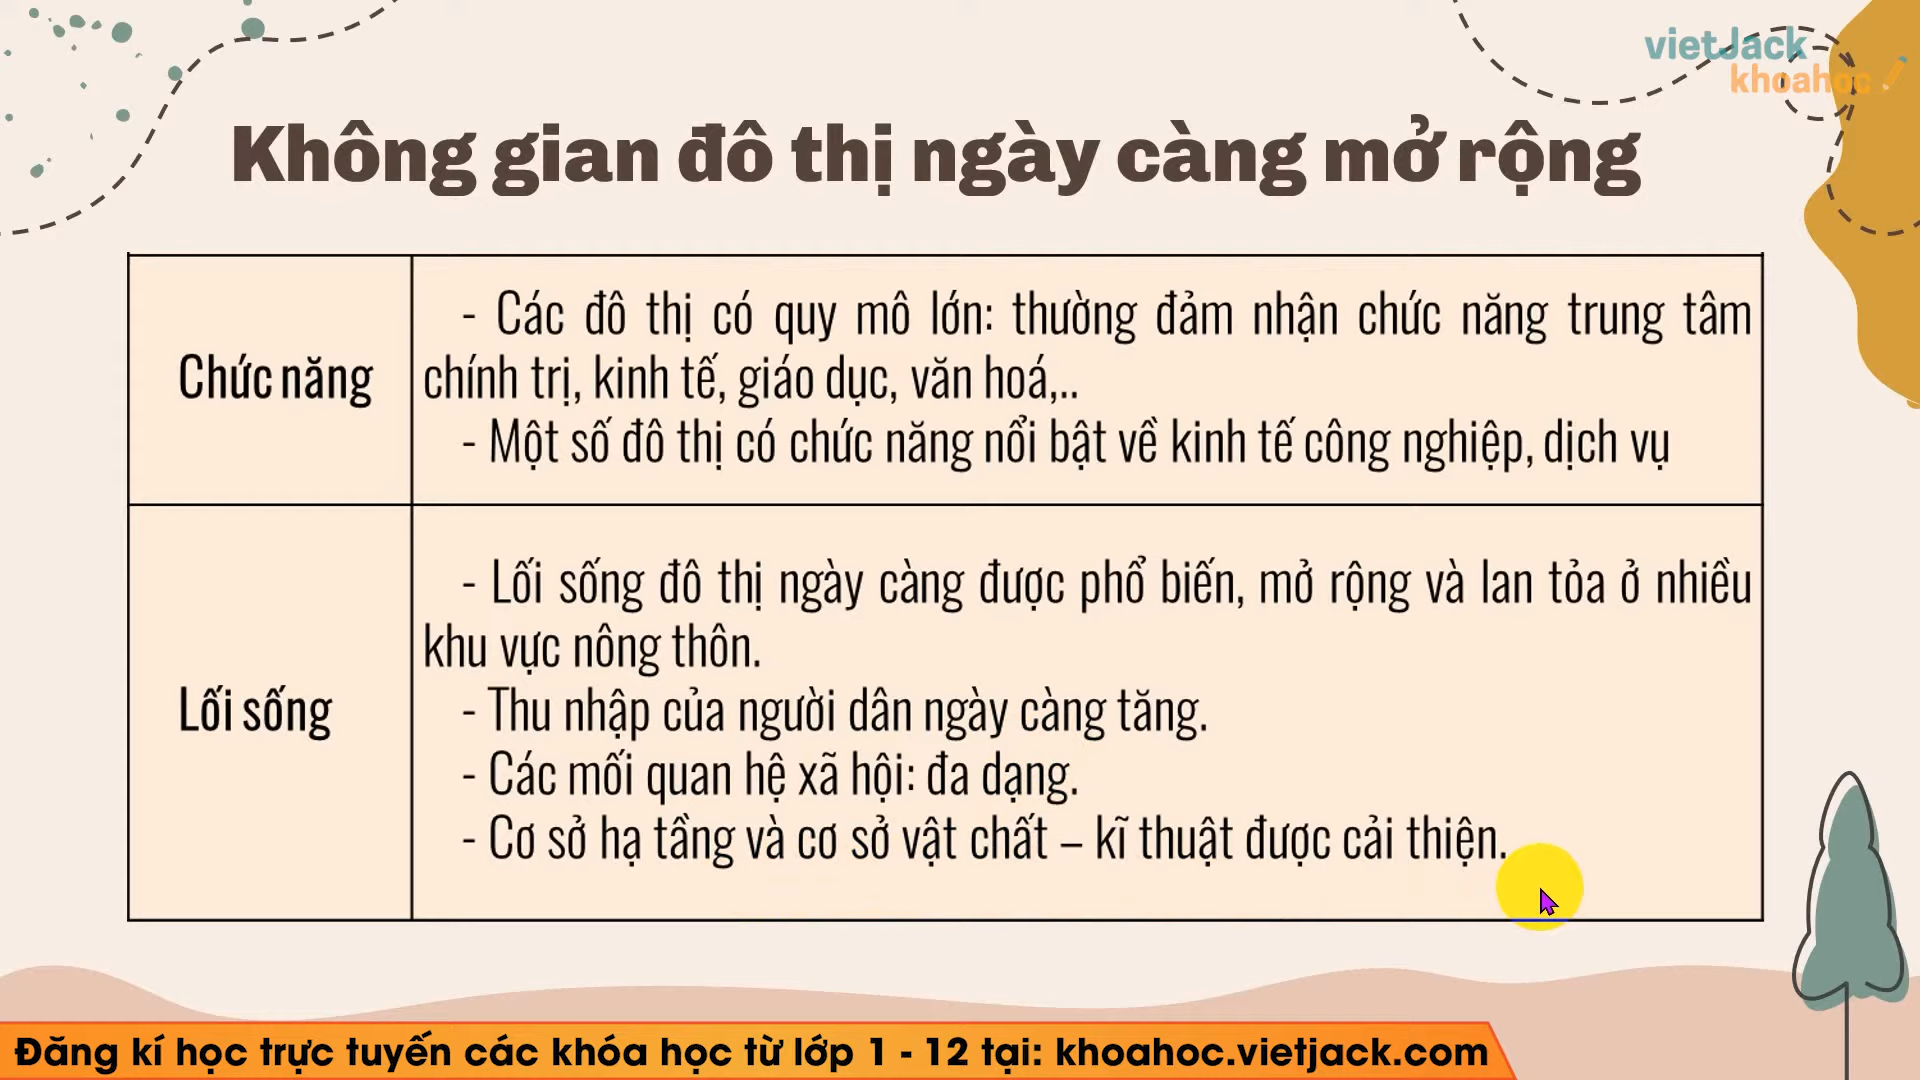 vietJack
khoahoc
Không gian đô thị ngày càng mở rộng
Chức năng
- Các đô thị có quy mô lớn: thường đảm nhận chức năng trung tâm
chính trị, kinh tế, giáo dục, văn hoá,..
- Một số đô thị có chức năng nổi bật về kinh tế công nghiệp, dịch vụ
Lối sống
- Lối sống đô thị ngày càng được phổ biến, mở rộng và lan tỏa ở nhiều
khu vực nông thôn.
- Thu nhập của người dân ngày càng tăng.
- Các mối quan hệ xã hội: đa dạng.
- Cơ sở hạ tầng và cơ sở vật chất – kĩ thuật được cải thiện.
Đăng kí học trực tuyến các khóa học từ lớp 1 - 12 tại: khoahoc.vietjack.com